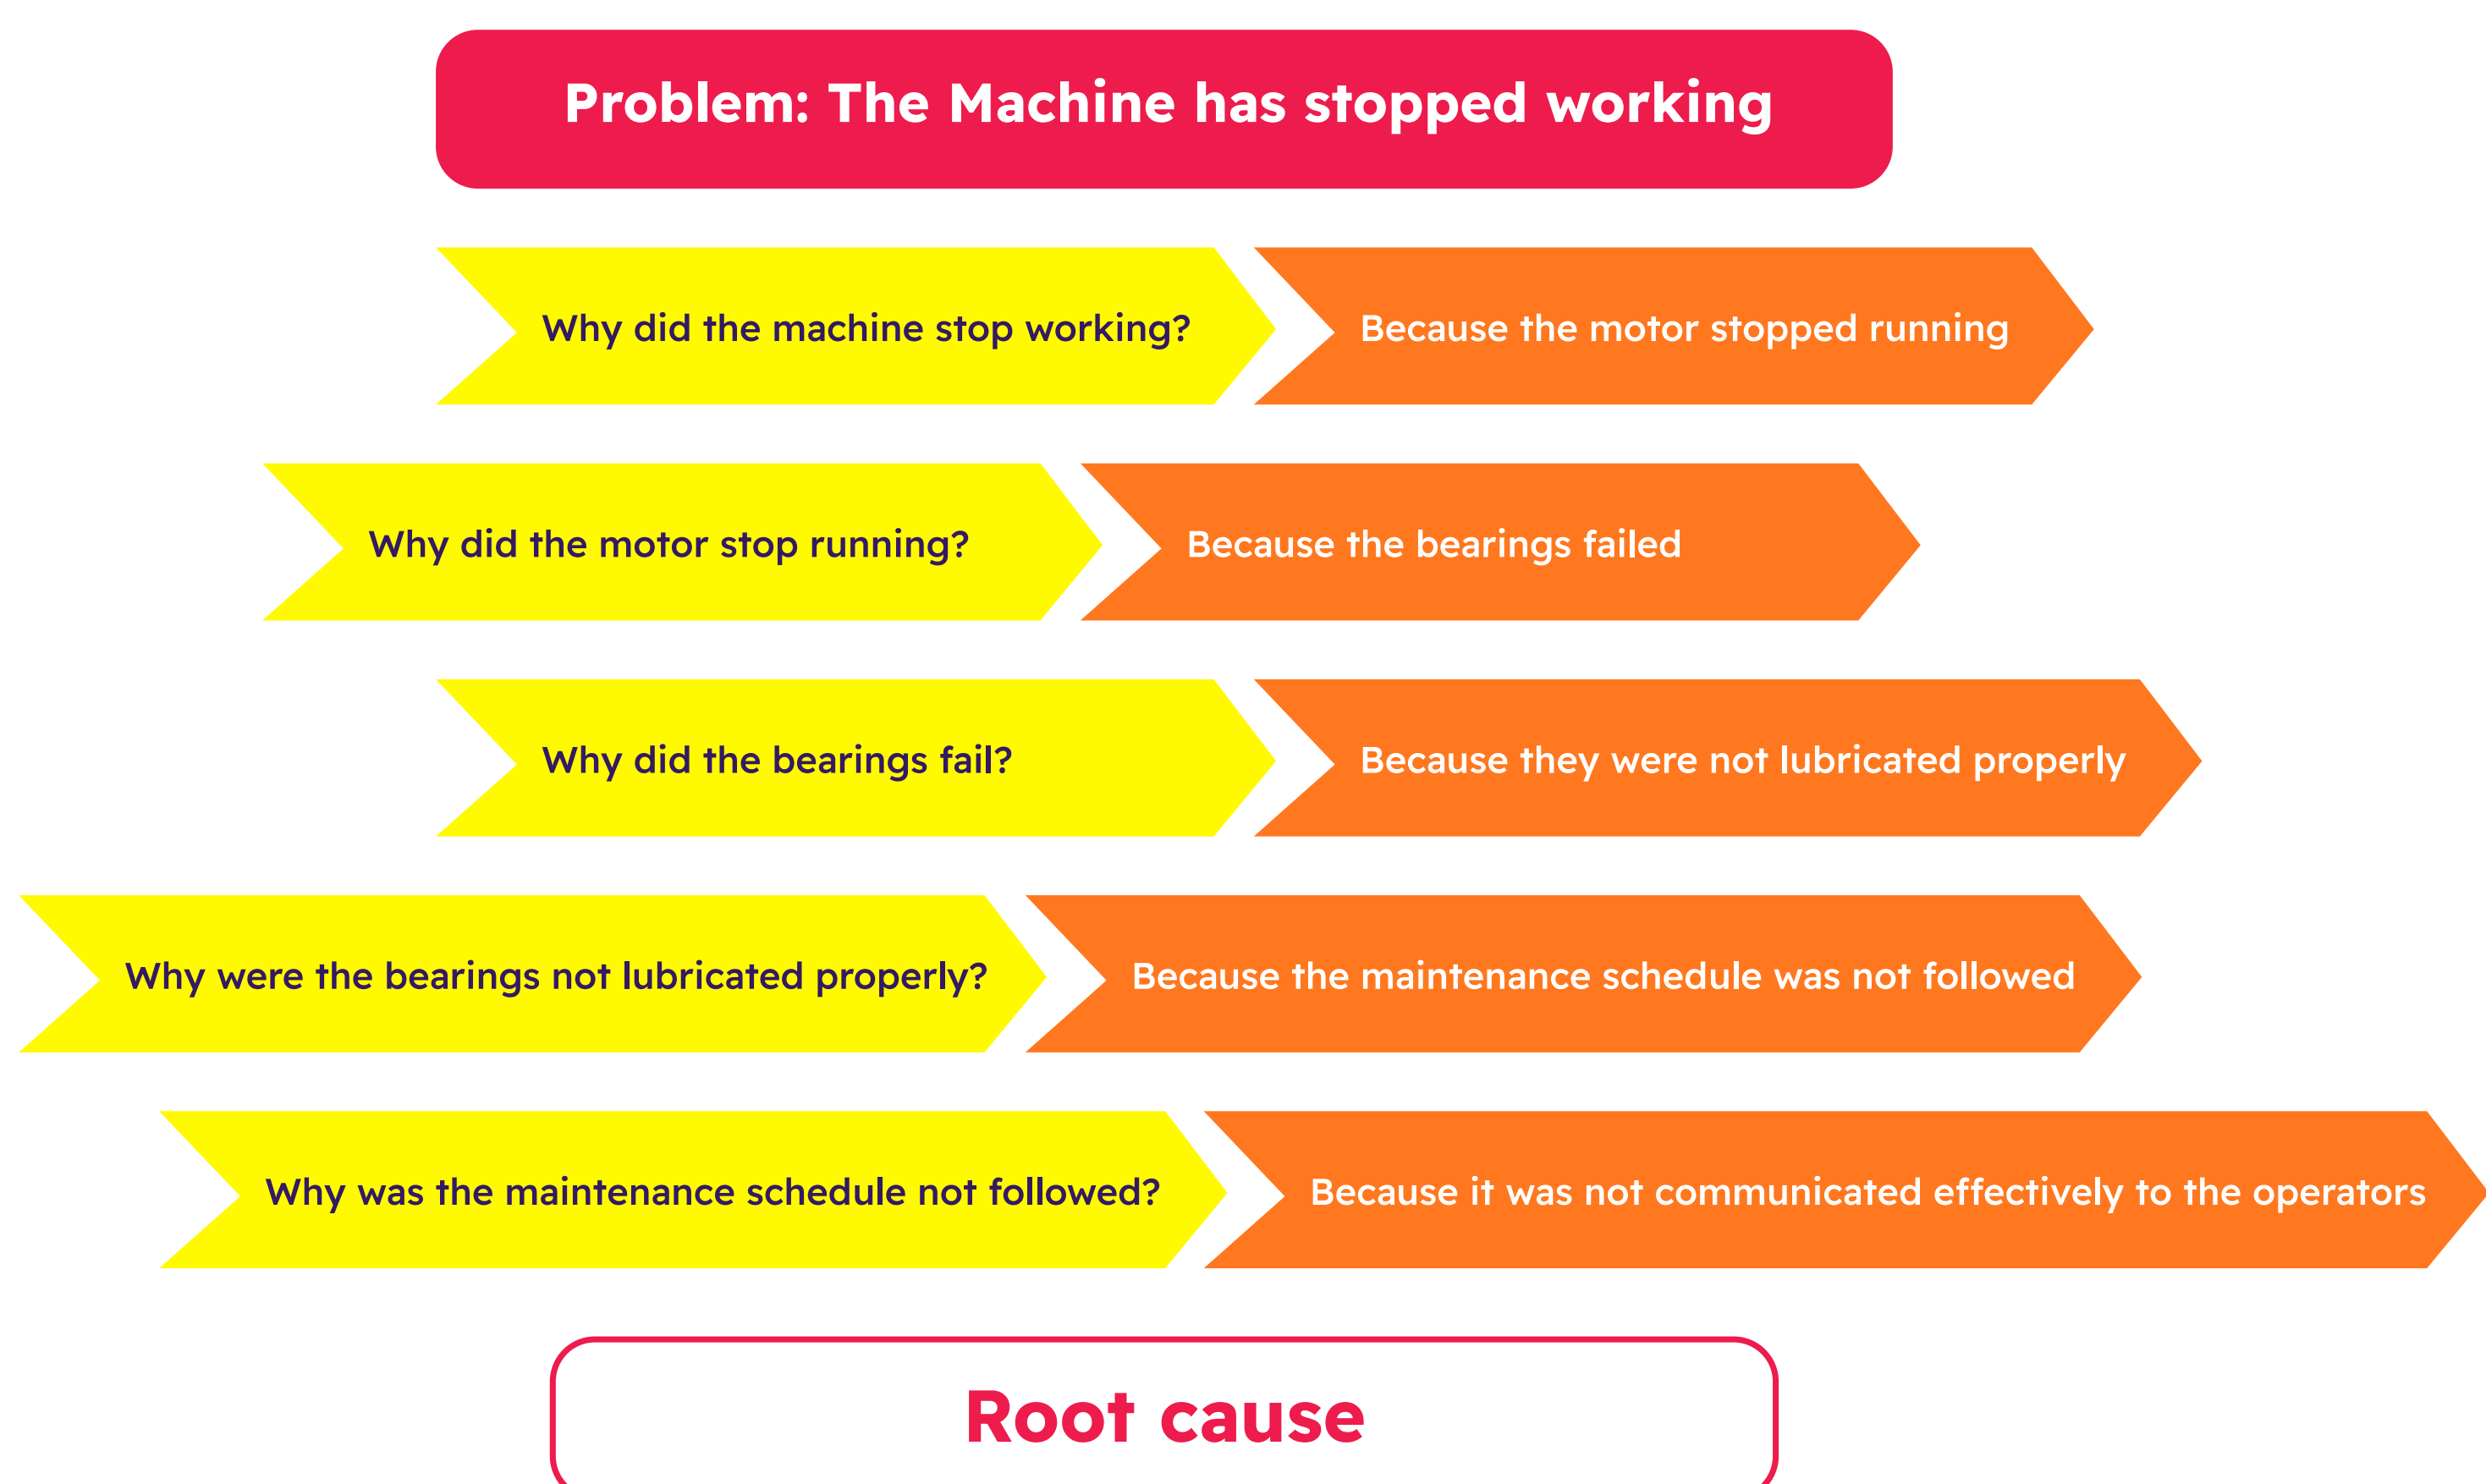 Problem: The Machine has stopped working
Why did the machine stop working?
Because the motor stopped running
Why did the motor stop running?
Because the bearings failed
Why did the bearings fail?
Because they were not lubricated properly
Why were the bearings not lubricated properly?
Because the maintenance schedule was not followed
Why was the maintenance schedule not followed?
Because it was not communicated effectively to the operators
Root cause